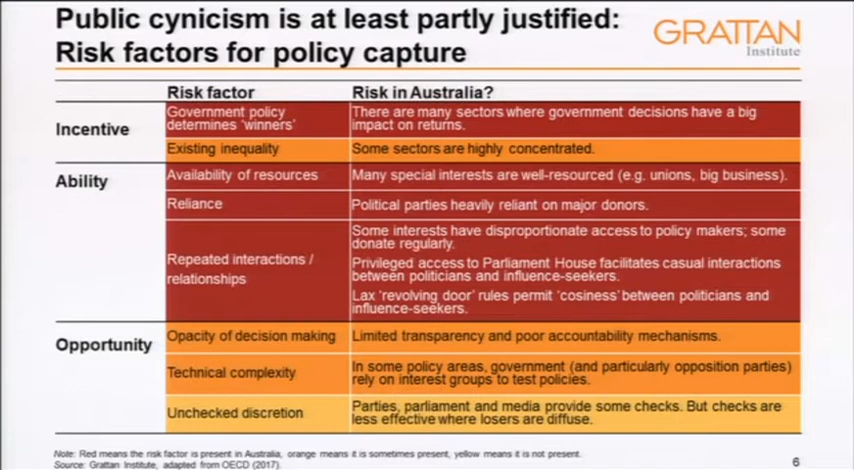 Public cynicism is at least partly justified:
Risk factors for policy capture
GRATTAN
Institute
Risk factor
Risk in Australia?
Incentive
Government policy
determines 'winners'
There are many sectors where government decisions have a big
impact on returns.
Existing inequality
Some sectors are highly concentrated.
Ability
Availability of resources
Many special interests are well-resourced (e.g. unions, big business).
Reliance
Political parties heavily reliant on major donors.
Repeated interactions /
relationships
Some interests have disproportionate access to policy makers; some
donate regularly.
Privileged access to Parliament House facilitates casual interactions
between politicians and influence-seekers.
Lax 'revolving door' rules permit 'cosiness' between politicians and
influence-seekers.
Opportunity
Opacity of decision making
Limited transparency and poor accountability mechanisms.
Technical complexity
In some policy areas, government (and particularly opposition parties)
rely on interest groups to test policies.
Unchecked discretion
Parties, parliament and media provide some checks. But checks are
less effective where losers are diffuse.
Note: Red means the risk factor is present in Australia, orange means it is sometimes present, yellow means it is not present.
Source: Grattan Institute, adapted from OECD (2017).
6